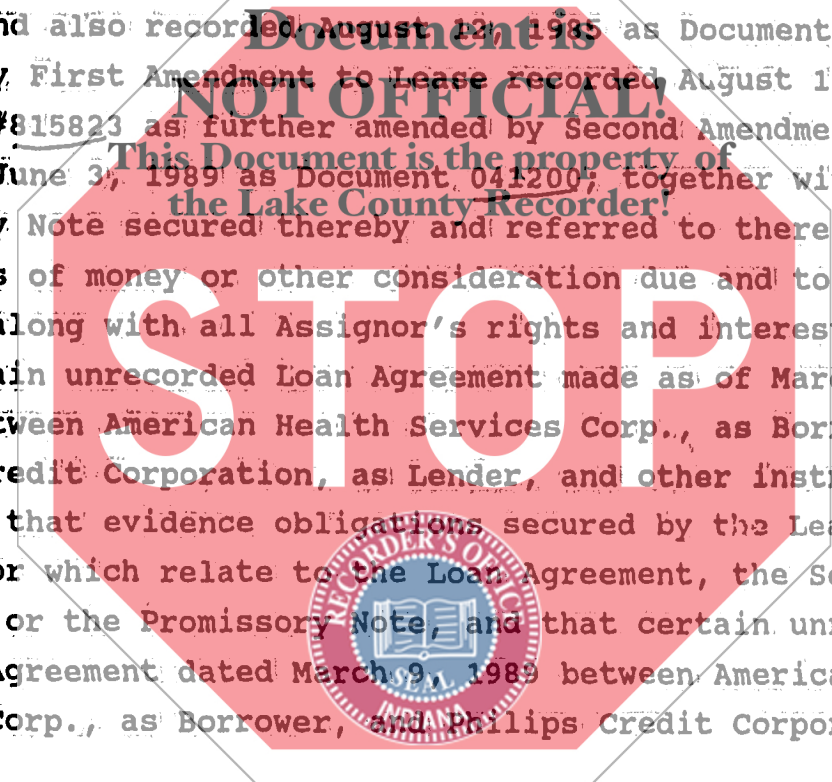 nd also recorded August 12, 1985 as Document
Document is
y First Amendment to Lease recorded August 1
NOT OFFICIAL!
#815823 as further amended by Second Amendme
This Document is the property of
June 3, 1989 as Document 041200; together wi
the Lake County Recorder!
y Note secured thereby and referred to there
s of money or other consideration due and to
along with all Assignor's rights and interes
ain unrecorded Loan Agreement made as of Mar
STOP
tween American Health Services Corp., as Bor
redit Corporation, as Lender, and other inst
that evidence obligations secured by the Lea
RECORDER'S OFFICE
or which relate to the Loan Agreement, the S
or the Promissory Note, and that certain un
greement dated March 9, 1989 between America
SEAL
INDIANA
Corp., as Borrower, and Philips Credit Corpo